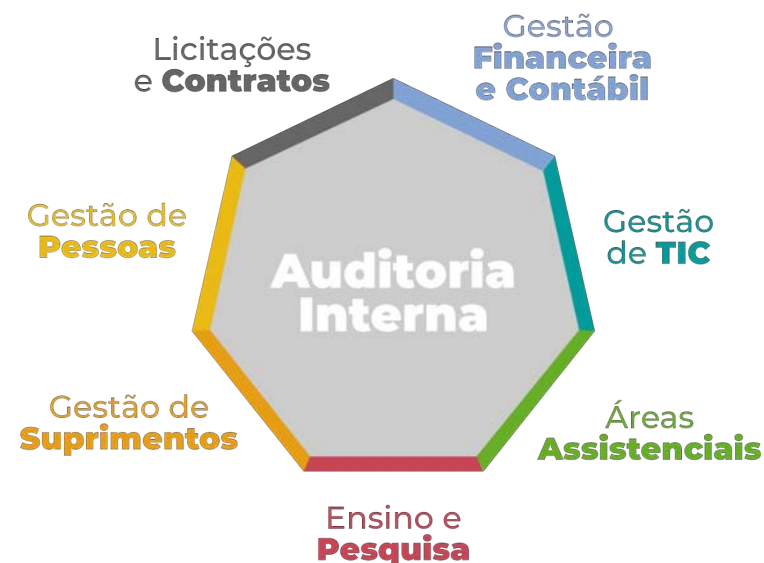 Gestão
Financeira
e Contábil
Licitações
e Contratos
Gestão de
Pessoas
Gestão
de TIC
Auditoria
Interna
Gestão de
Suprimentos
Áreas
Assistenciais
Ensino e
Pesquisa